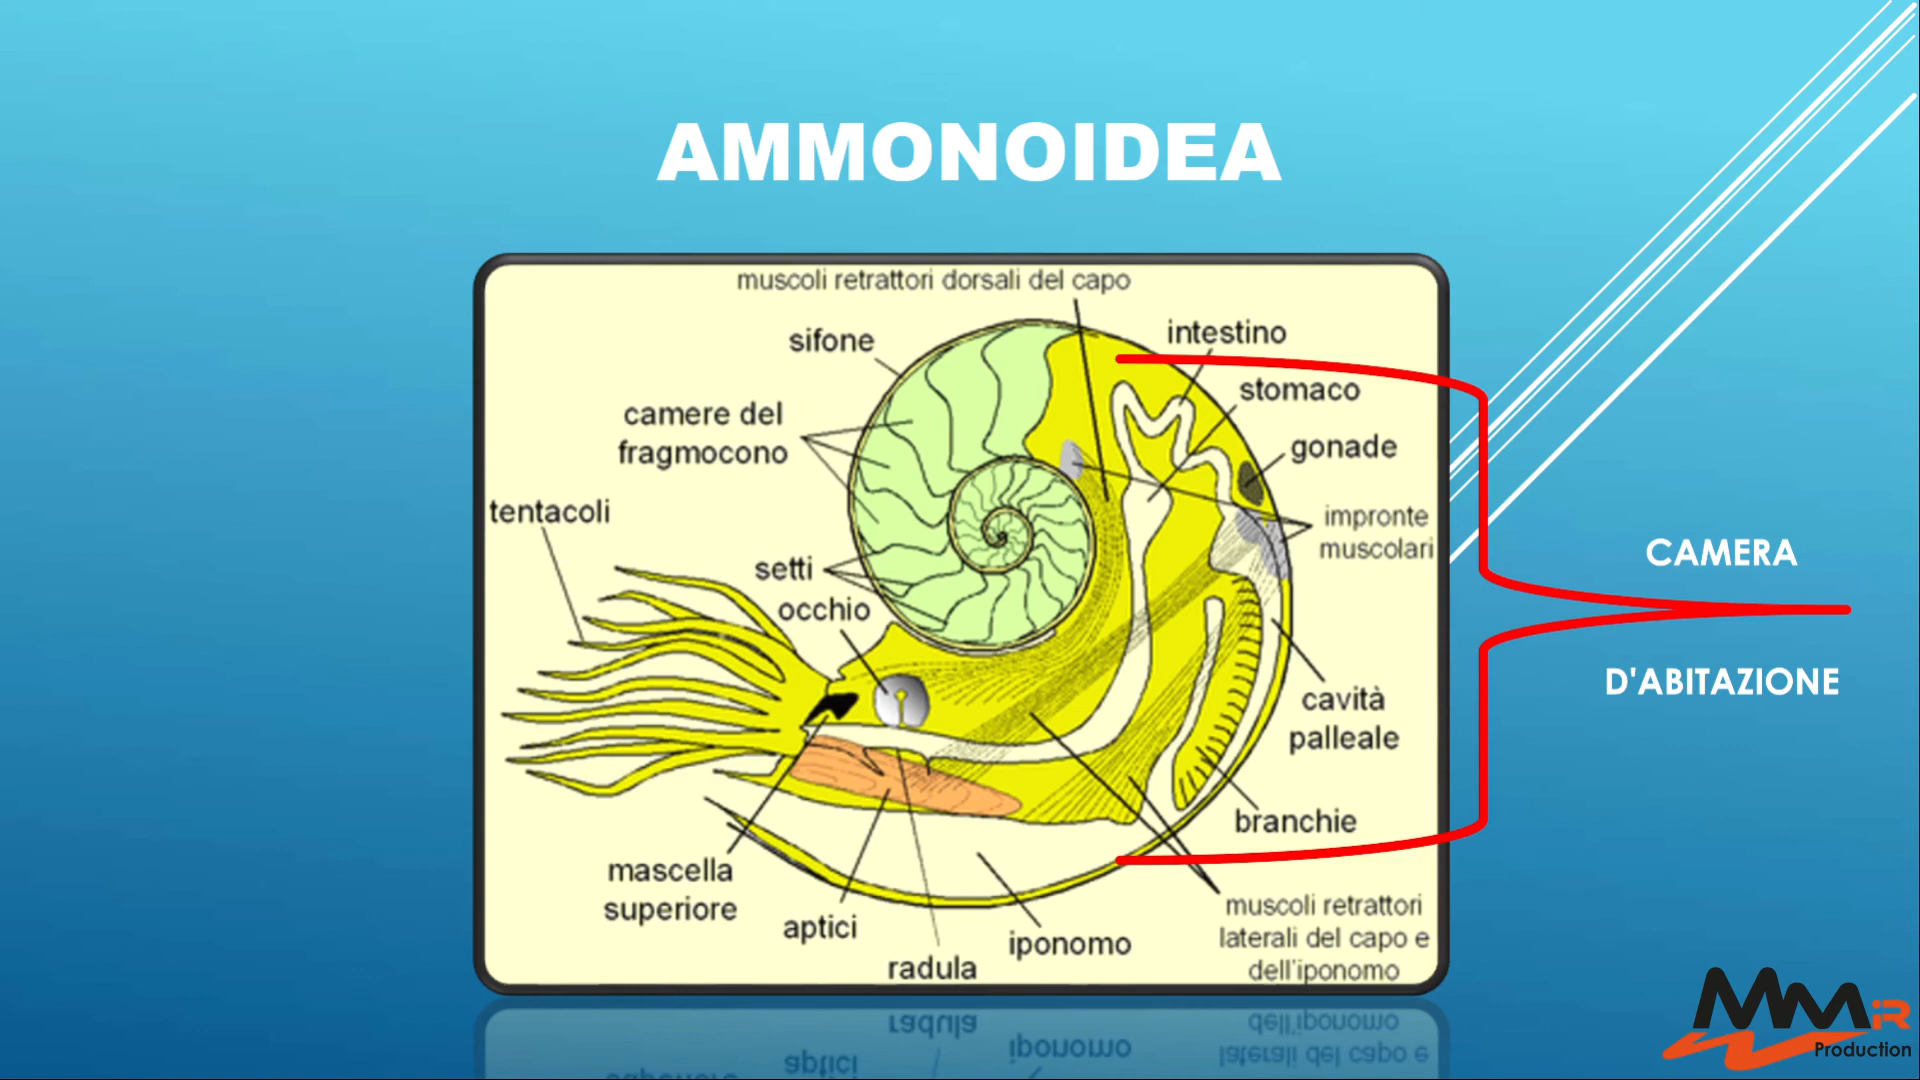 AMMONOIDEA
muscoli retrattori dorsali del capo
sifone
intestino
stomaco
camere del
fragmocono
gonade
tentacoli
impronte
muscolari
setti
occhio
CAMERA
D'ABITAZIONE
cavità
palleale
branchie
mascella
superiore
aptici
radula
iponomo
muscoli retrattori
laterali del capo e
dell'iponomo
MMIR
Production